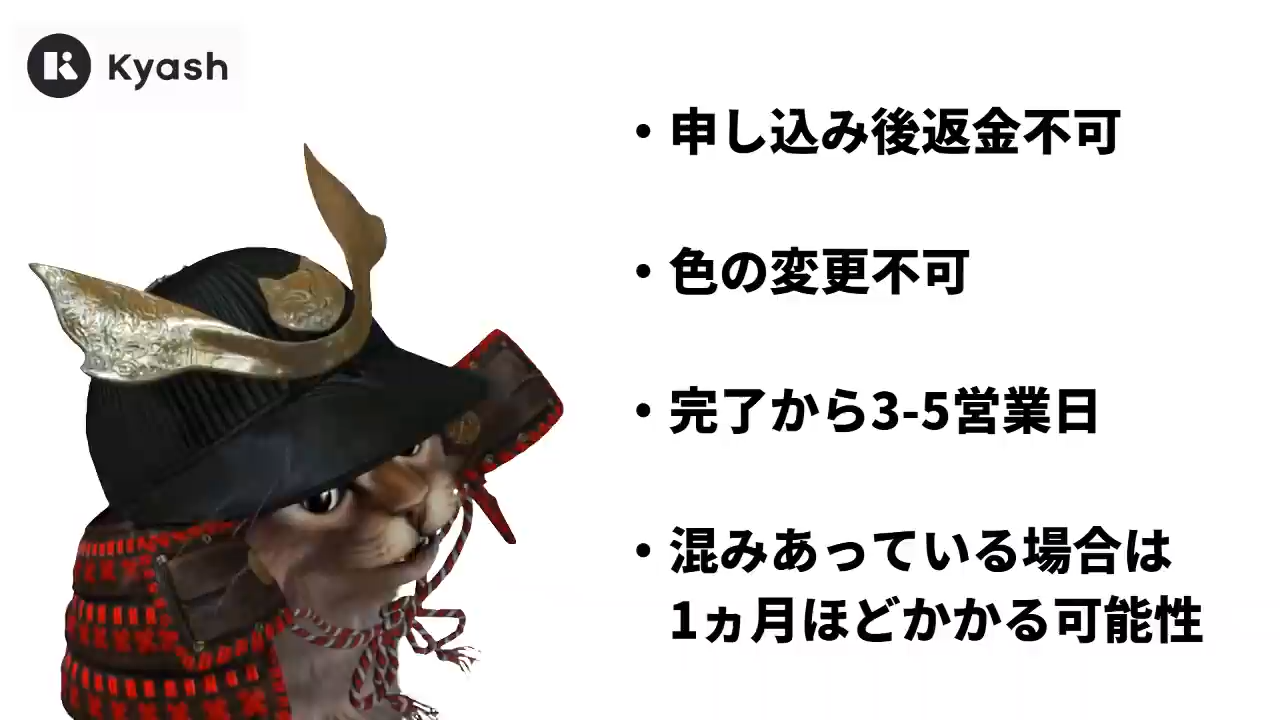 Kyash
・申し込み後返金不可
・色の変更不可
・完了から3-5営業日
・混みあっている場合は
1ヵ月ほどかかる可能性